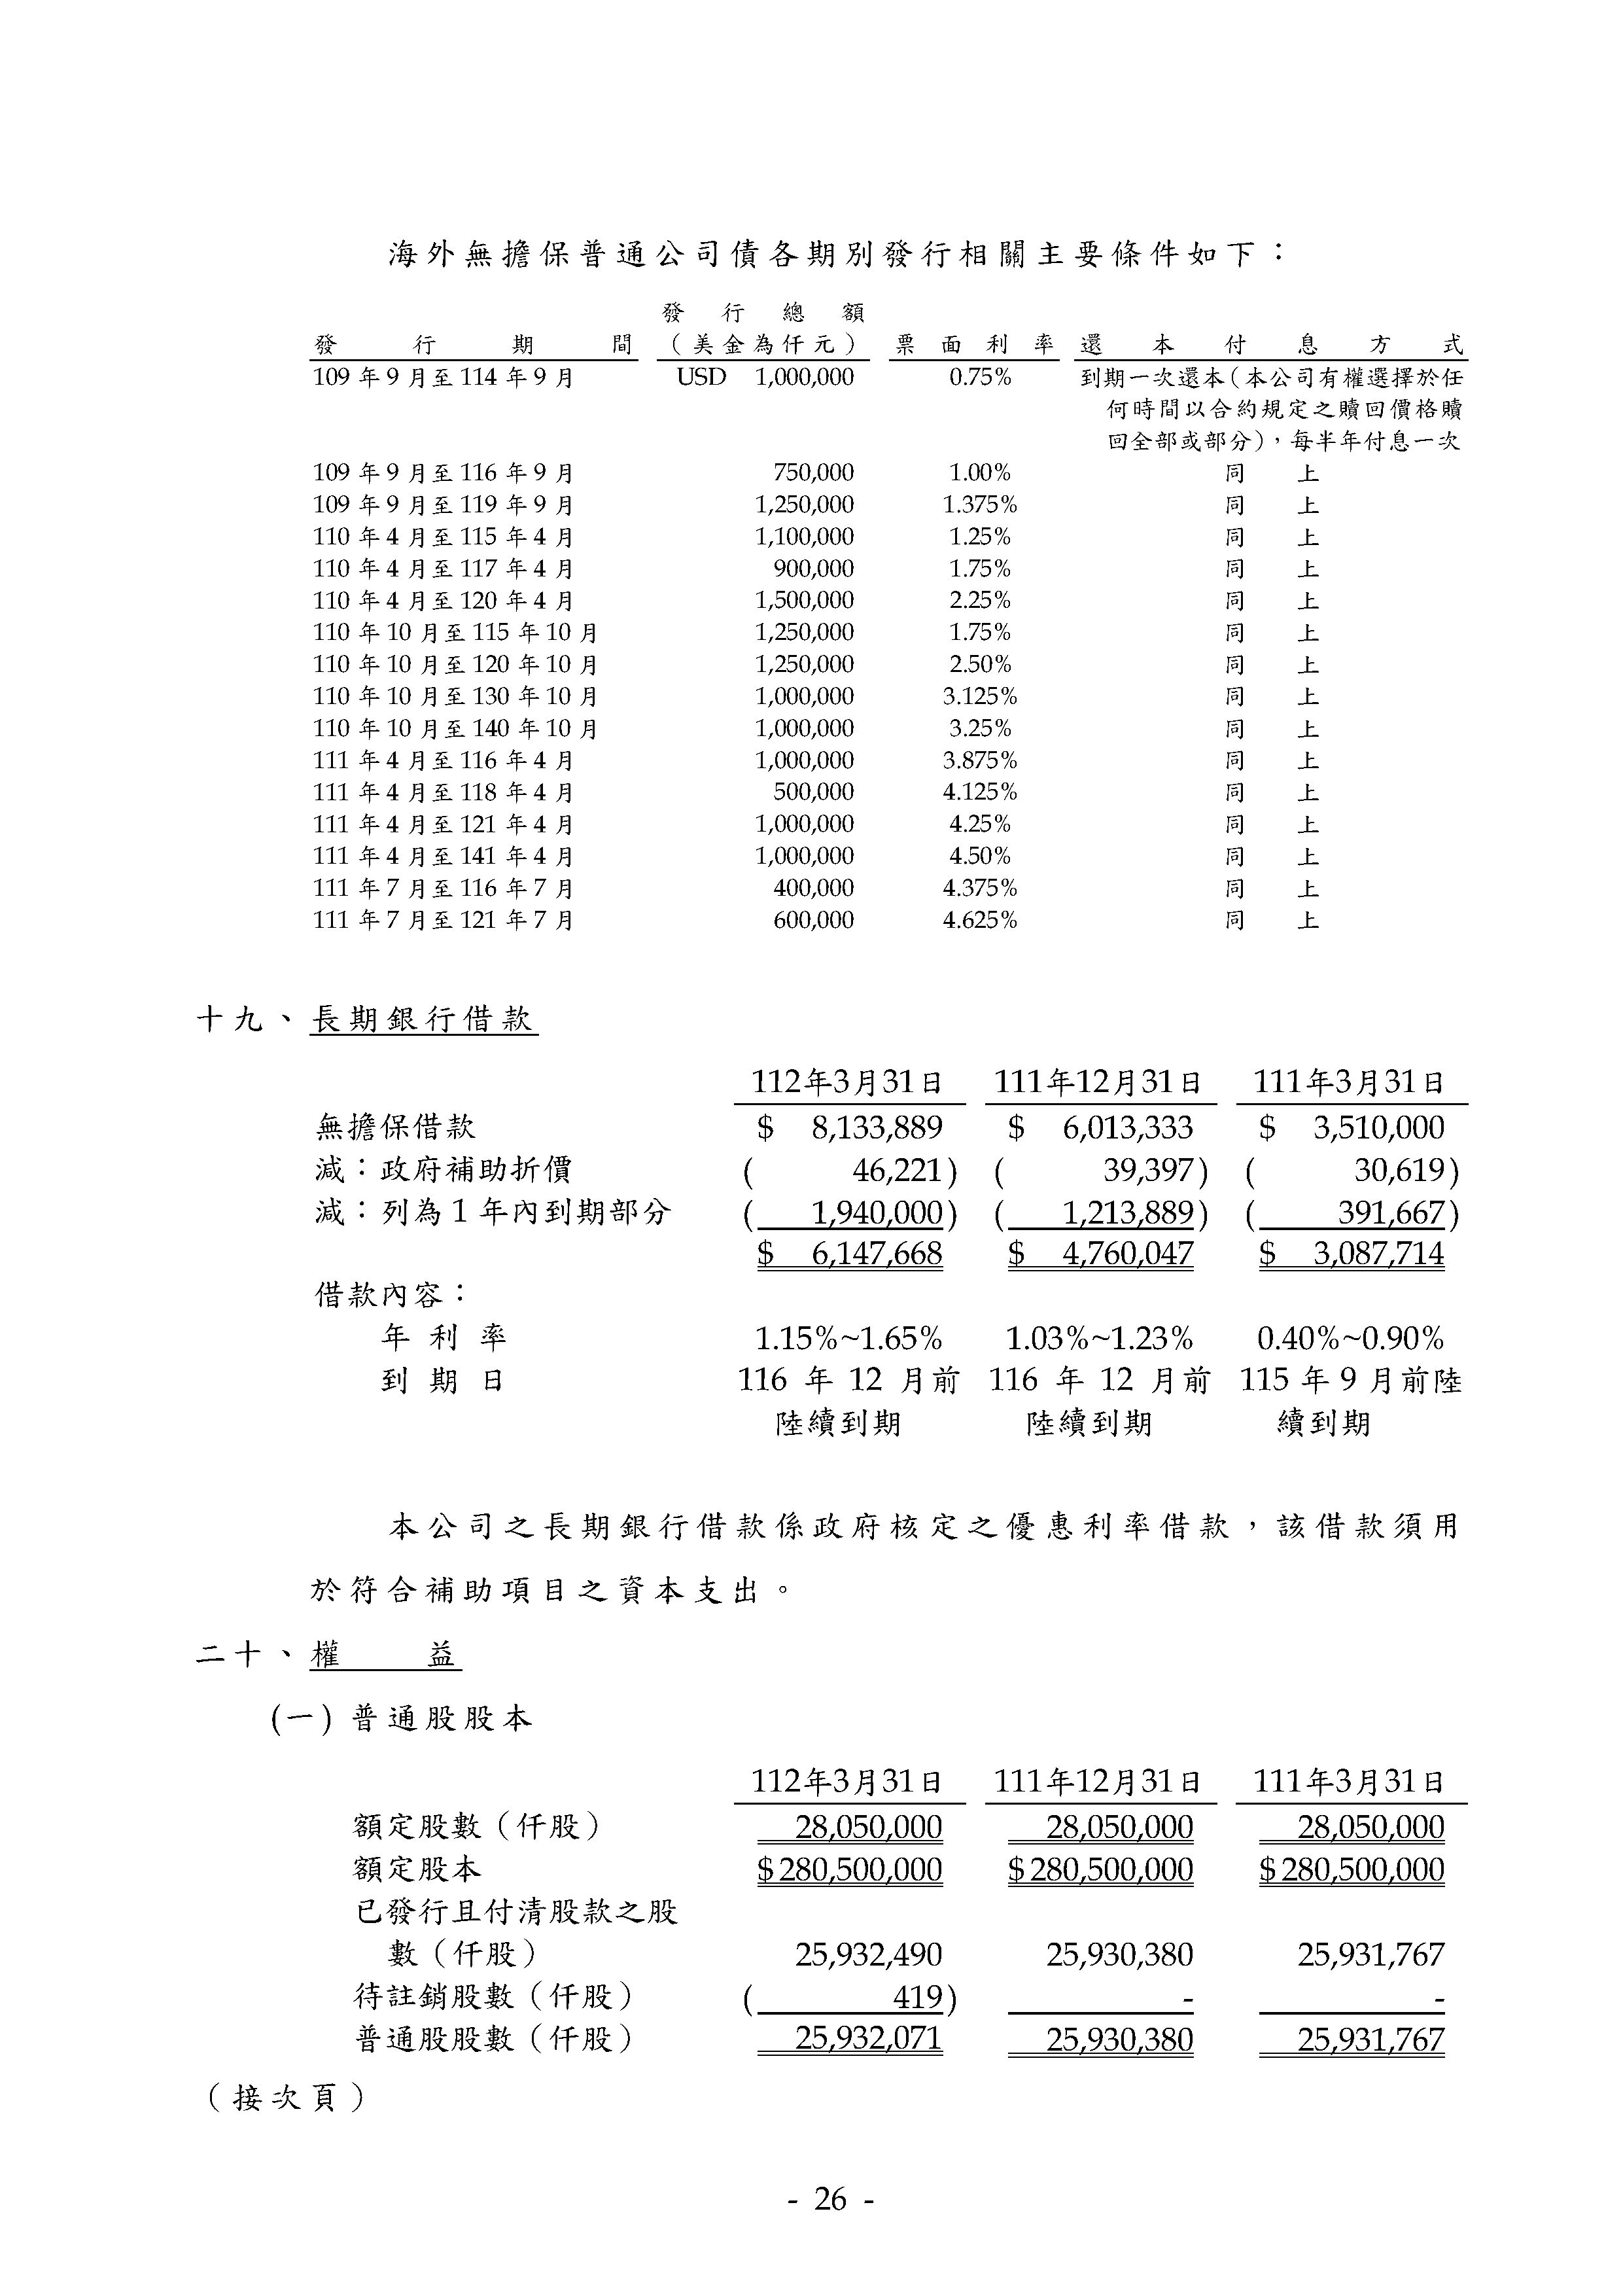 海外無擔保普通公司債各期別發行相關主要條件如下：
發行總額
發行期間 （美金為仟元） 票面利率 還本付息方式
109 年 9 月至 114 年 9 月 USD 1,000,000 0.75% 到期一次還本（本公司有權選擇於任
何時間以合約規定之贖回價格贖
回全部或部分），每半年付息一次
109 年 9 月至 116 年 9 月 750,000 1.00% 同上
109 年 9 月至 119 年 9 月 1,250,000 1.375% 同上
110 年 4 月至 115 年 4 月 1,100,000 1.25% 同上
110 年 4 月至 117 年 4 月 900,000 1.75% 同上
110 年 4 月至 120 年 4 月 1,500,000 2.25% 同上
110 年 10 月至 115 年 10 月 1,250,000 1.75% 同上
110 年 10 月至 120 年 10 月 1,250,000 2.50% 同上
110 年 10 月至 130 年 10 月 1,000,000 3.125% 同上
110 年 10 月至 140 年 10 月 1,000,000 3.25% 同上
111 年 4 月至 116 年 4 月 1,000,000 3.875% 同上
111 年 4 月至 118 年 4 月 500,000 4.125% 同上
111 年 4 月至 121 年 4 月 1,000,000 4.25% 同上
111 年 4 月至 141 年 4 月 1,000,000 4.50% 同上
111 年 7 月至 116 年 7 月 400,000 4.375% 同上
111 年 7 月至 121 年 7 月 600,000 4.625% 同上
十九、長期銀行借款
112年3月31日 111年12月31日 111年3月31日
無擔保借款 $ 8,133,889 $ 6,013,333 $ 3,510,000
減：政府補助折價 ( 46,221) ( 39,397) ( 30,619)
減：列為 1 年內到期部分 ( 1,940,000) ( 1,213,889) ( 391,667)
$ 6,147,668 $ 4,760,047 $ 3,087,714
借款內容：
年利率 1.15%~1.65% 1.03%~1.23% 0.40%~0.90%
到期日 116 年 12 月前 116 年 12 月前 115 年 9 月前陸
陸續到期 陸續到期 續到期
本公司之長期銀行借款係政府核定之優惠利率借款，該借款須用
於符合補助項目之資本支出。
二十、權益
(一) 普通股股本
112年3月31日 111年12月31日 111年3月31日
額定股數（仟股） 28,050,000 28,050,000 28,050,000
額定股本 $280,500,000 $280,500,000 $280,500,000
已發行且付清股款之股
數（仟股） 25,932,490 25,930,380 25,931,767
待註銷股數（仟股） ( 419) - -
普通股股數（仟股） 25,932,071 25,930,380 25,931,767
（接次頁）
- 26 -